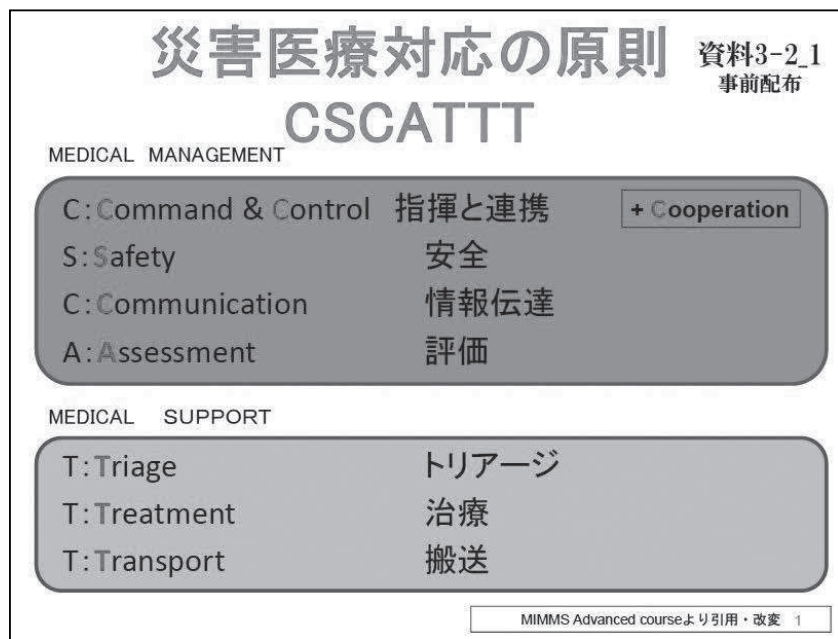 災害医療対応の原則
資料3-2_1
事前配布
CSCATTT
MEDICAL MANAGEMENT
C:Command & Control 指揮と連携 + Cooperation
S:Safety 安全
C:Communication 情報伝達
A:Assessment 評価
MEDICAL SUPPORT
T:Triage トリアージ
T:Treatment 治療
T:Transport 搬送
MIMMS Advanced courseより引用・改変 1